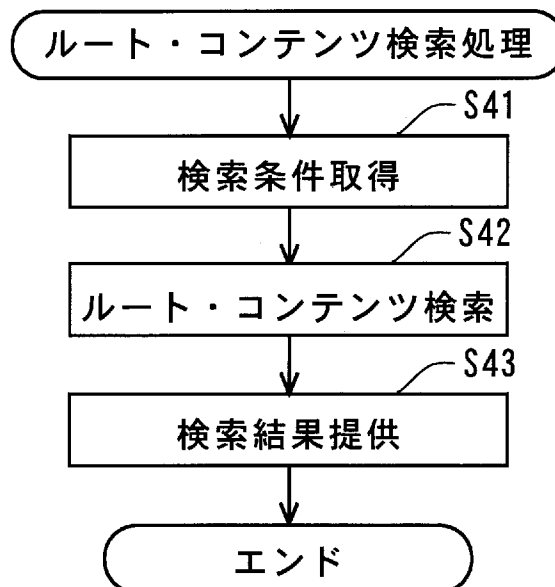 ルート・コンテンツ検索処理
S41
検索条件取得
S42
ルート・コンテンツ検索
S43
検索結果提供
エンド